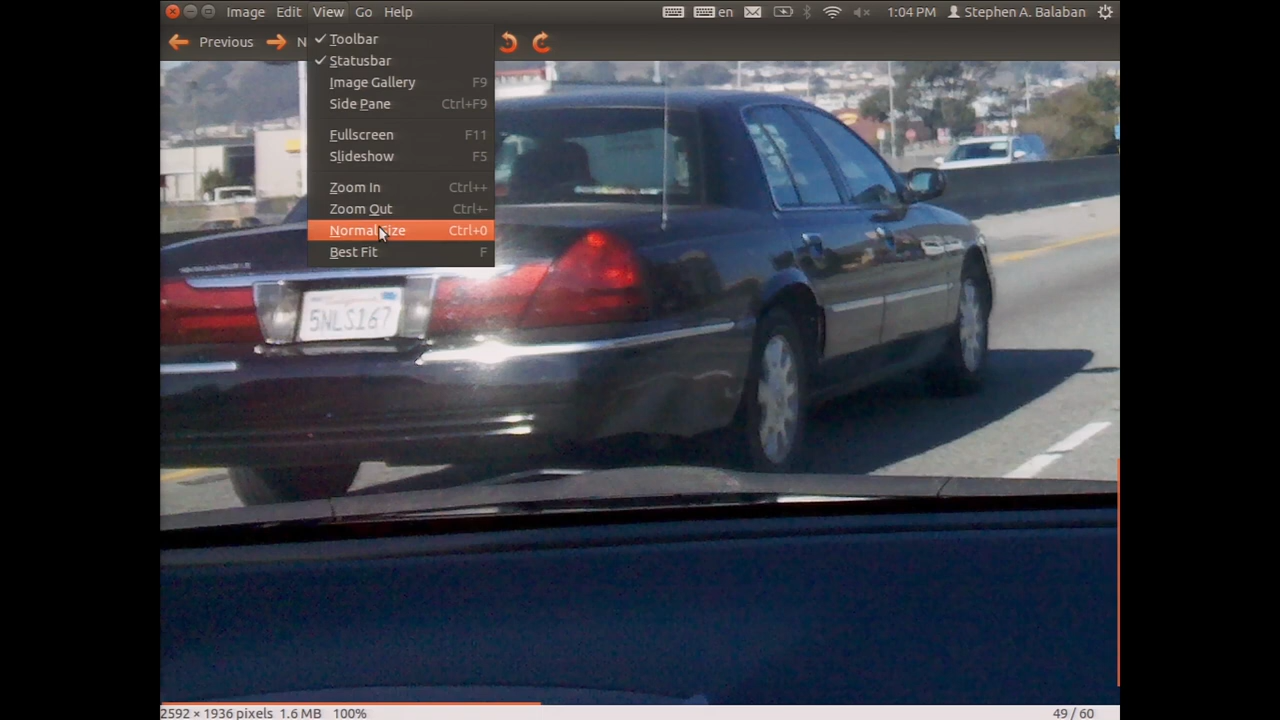 Image Edit View Go Help en 1:04 PM Stephen A. Balaban
Previous N
Toolbar
Statusbar
Image Gallery F9
Side Pane Ctrl+F9
Fullscreen F11
Slideshow F5
Zoom In Ctrl++
Zoom Out Ctrl+-
Normal Size Ctrl+0
Best Fit F
California
5NLS167
2592 × 1936 pixels 1.6 MB 100% 49 / 60